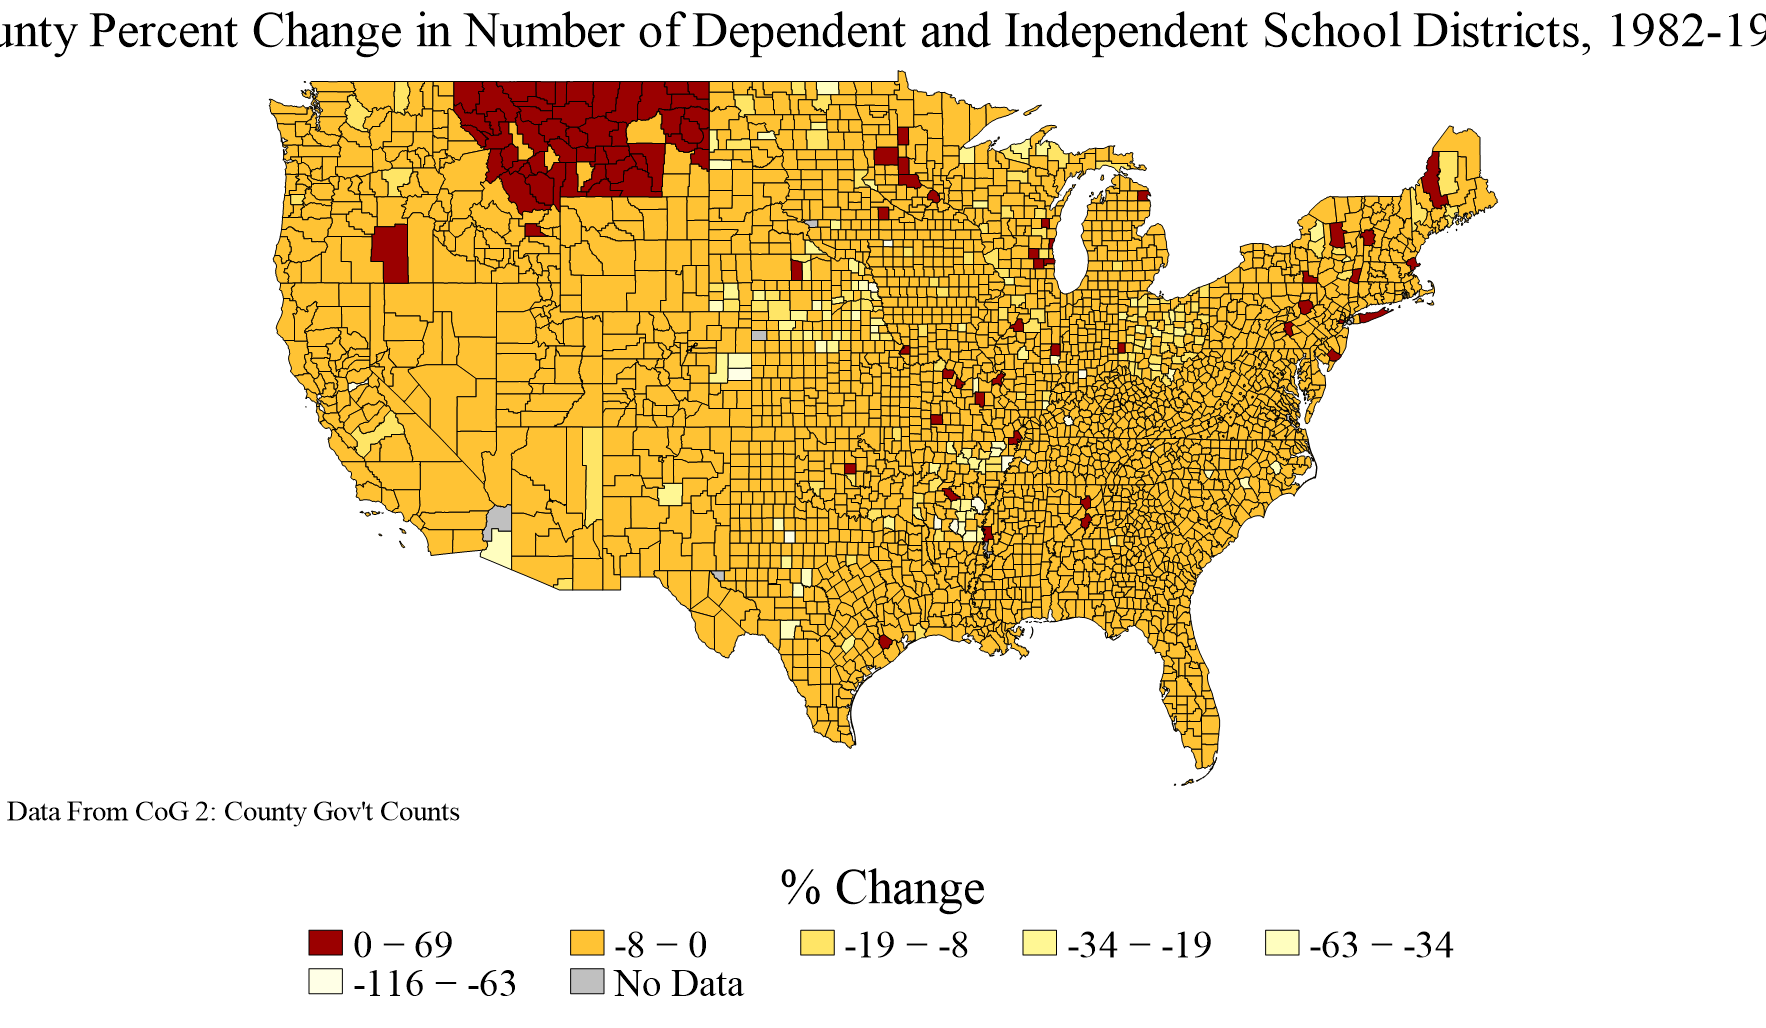 unty Percent Change in Number of Dependent and Independent School Districts, 1982-19
Data From CoG 2: County Gov't Counts
% Change
0 − 69
-8 − 0
-19 − -8
-34 − -19
-63 − -34
-116 − -63
No Data